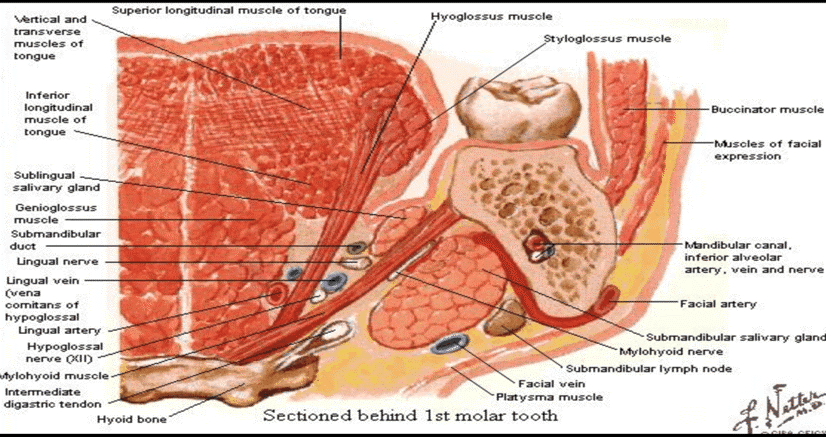 Superior longitudinal muscle of tongue
Vertical and
transverse
muscles of
tongue
Hyoglossus muscle
Styloglossus muscle
Inferior
longitudinal
muscle of
tongue
Buccinator muscle
Muscles of facial
expression
Sublingual
salivary gland
Genioglossus
muscle
Submandibular
duct
Lingual nerve
Lingual vein
(vena
comitans of
hypoglossal
Lingual artery
Hypoglossal
nerve (XII)
Mylohyoid muscle
Intermediate
digastric tendon
Hyoid bone
Mandibular canal,
inferior alveolar
artery, vein and nerve
Facial artery
Submandibular salivary gland
Mylohyoid nerve
Submandibular lymph node
Facial vein
Platysma muscle
Sectioned behind 1st molar tooth
F. Netter
M.D.